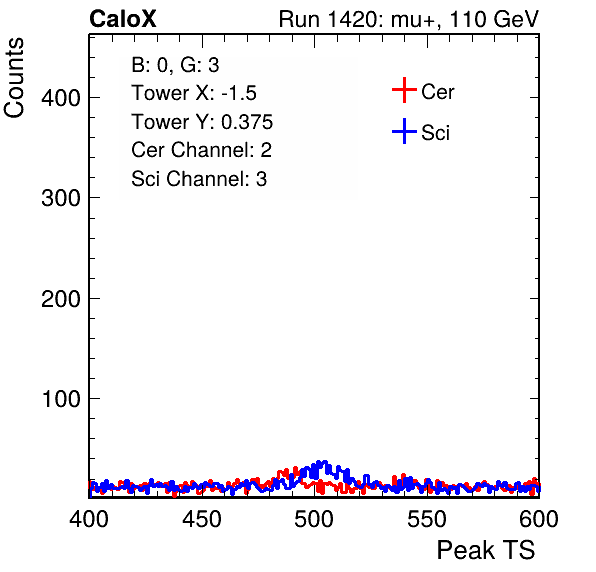 CaloX Run 1420: mu+, 110 GeV
Counts
B: 0, G: 3
Tower X: -1.5
Tower Y: 0.375
Cer Channel: 2
Sci Channel: 3
Cer
Sci
400
300
200
100
400 450 500 550 600
Peak TS